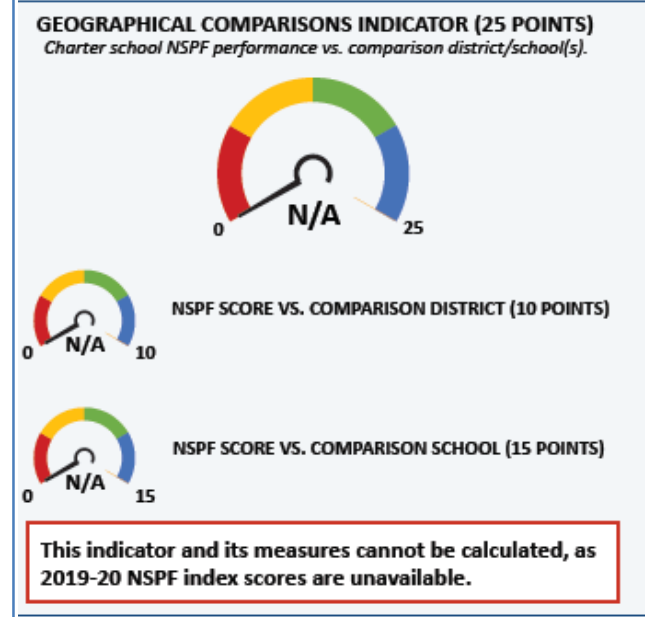 GEOGRAPHICAL COMPARISONS INDICATOR (25 POINTS)
Charter school NSPF performance vs. comparison district/school(s).
N/A
0
25
NSPF SCORE VS. COMPARISON DISTRICT (10 POINTS)
N/A
0
10
NSPF SCORE VS. COMPARISON SCHOOL (15 POINTS)
N/A
0
15
This indicator and its measures cannot be calculated, as
2019-20 NSPF index scores are unavailable.